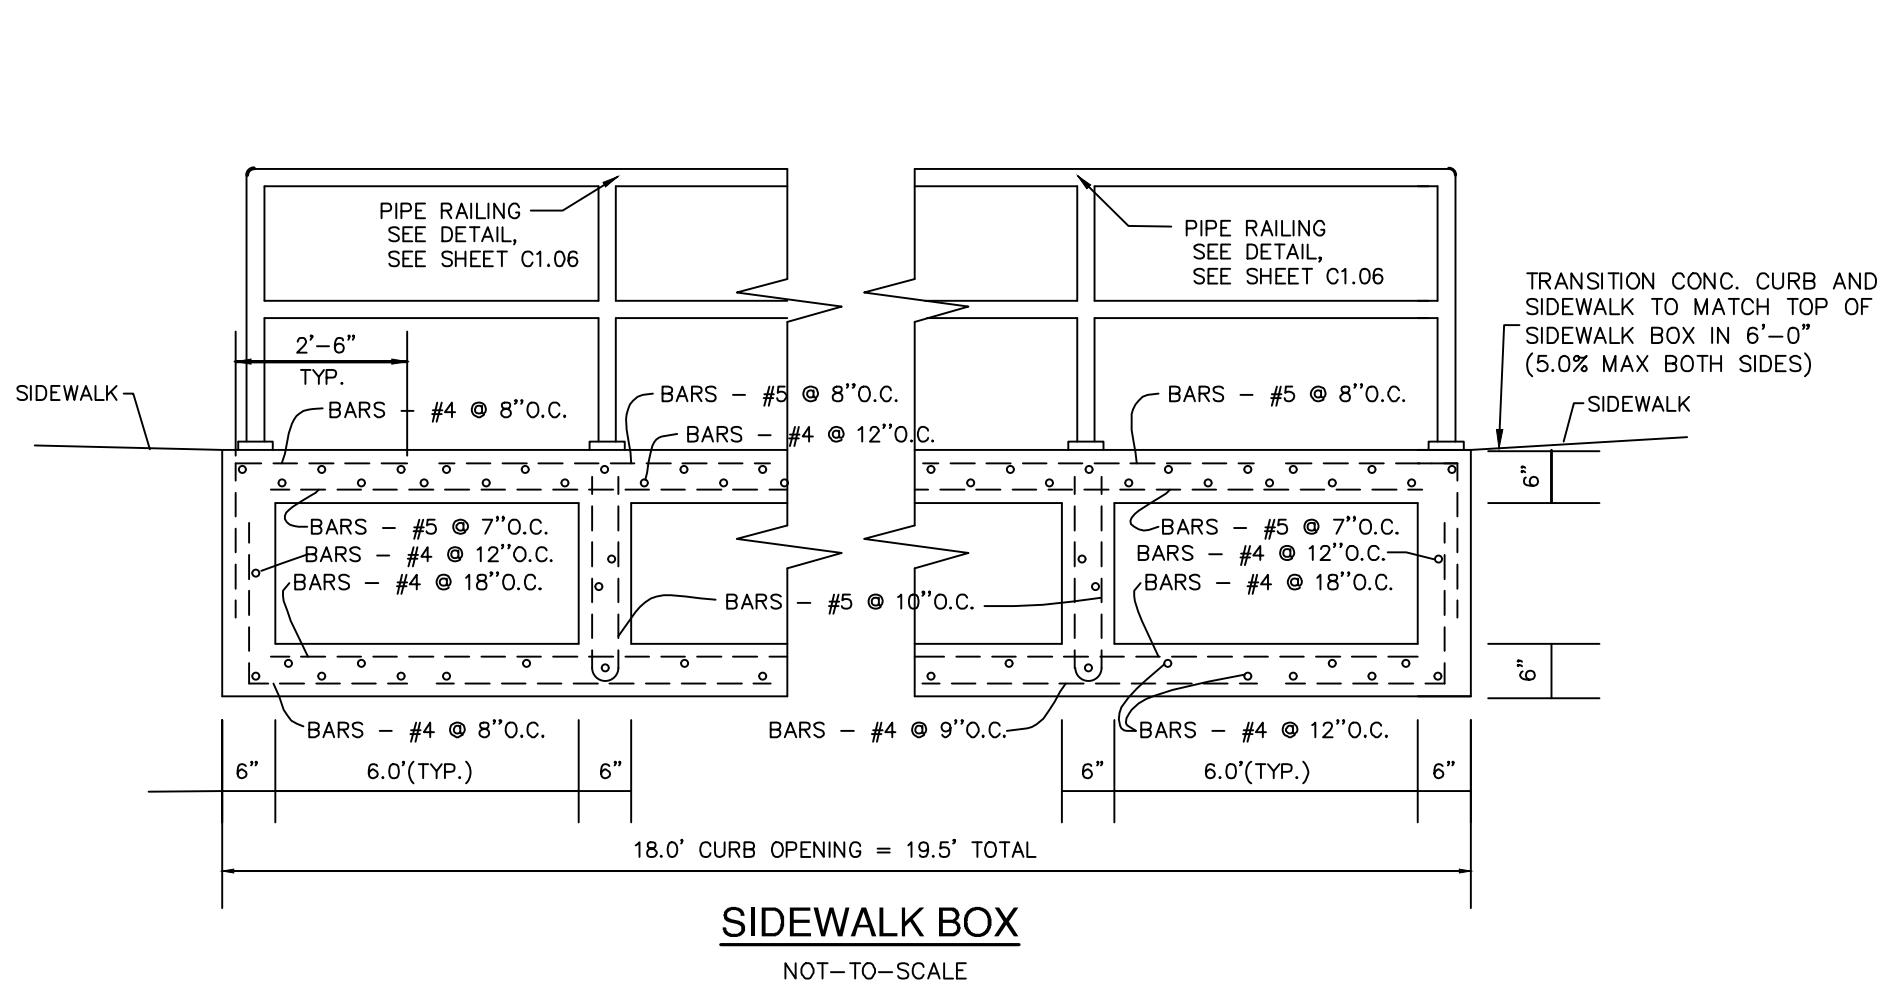 PIPE RAILING
SEE DETAIL,
SEE SHEET C1.06
PIPE RAILING
SEE DETAIL,
SEE SHEET C1.06
TRANSITION CONC. CURB AND
SIDEWALK TO MATCH TOP OF
SIDEWALK BOX IN 6'-0"
(5.0% MAX BOTH SIDES)
2'-6"
TYP.
SIDEWALK
BARS - #4 @ 8"O.C.
BARS - #5 @ 8"O.C.
BARS - #4 @ 12"O.C.
BARS - #5 @ 8"O.C.
SIDEWALK
6"
BARS - #5 @ 7"O.C.
BARS - #4 @ 12"O.C.
BARS - #4 @ 18"O.C.
BARS - #5 @ 10"O.C.
BARS - #5 @ 7"O.C.
BARS - #4 @ 12"O.C.
BARS - #4 @ 18"O.C.
6"
BARS - #4 @ 8"O.C.
BARS - #4 @ 9"O.C.
BARS - #4 @ 12"O.C.
6"
6.0'(TYP.)
6"
6"
6.0'(TYP.)
6"
18.0' CURB OPENING = 19.5' TOTAL
SIDEWALK BOX
NOT-TO-SCALE